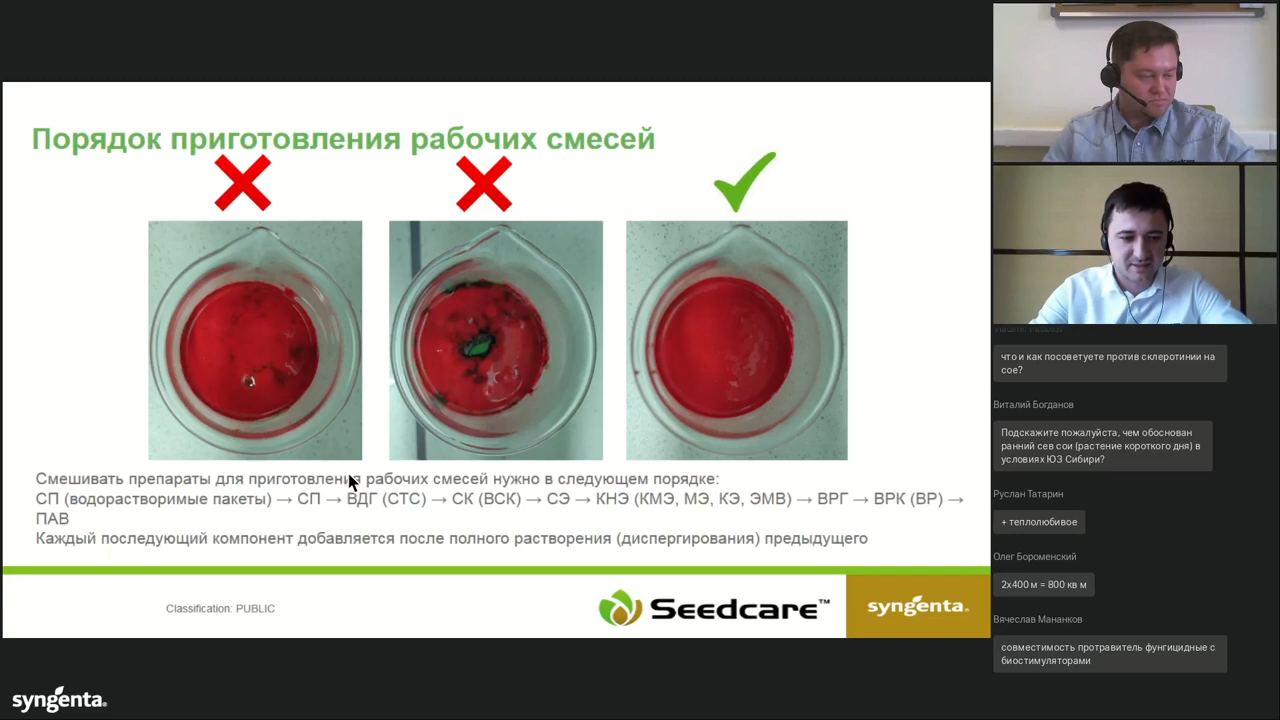 Порядок приготовления рабочих смесей
Смешивать препараты для приготовления рабочих смесей нужно в следующем порядке:
СП (водорастворимые пакеты) → СП → ВДГ (СТС) → СК (ВСК) → СЭ → КНЭ (КМЭ, МЭ, КЭ, ЭМВ) → ВРГ → ВРК (ВР) →
ПАВ
Каждый последующий компонент добавляется после полного растворения (диспергирования) предыдущего
Classification: PUBLIC
Seedcare™
syngenta.
syngenta.
что и как посоветуете против склеротинии на
сое?
Виталий Богданов
Подскажите пожалуйста, чем обоснован
ранний сев сои (растение короткого дня) в
условиях ЮЗ Сибири?
Руслан Татарин
+ теплолюбивое
Олег Бороменский
2х400 м = 800 кв м
Вячеслав Мананков
совместимость протравитель фунгицидные с
биостимуляторами